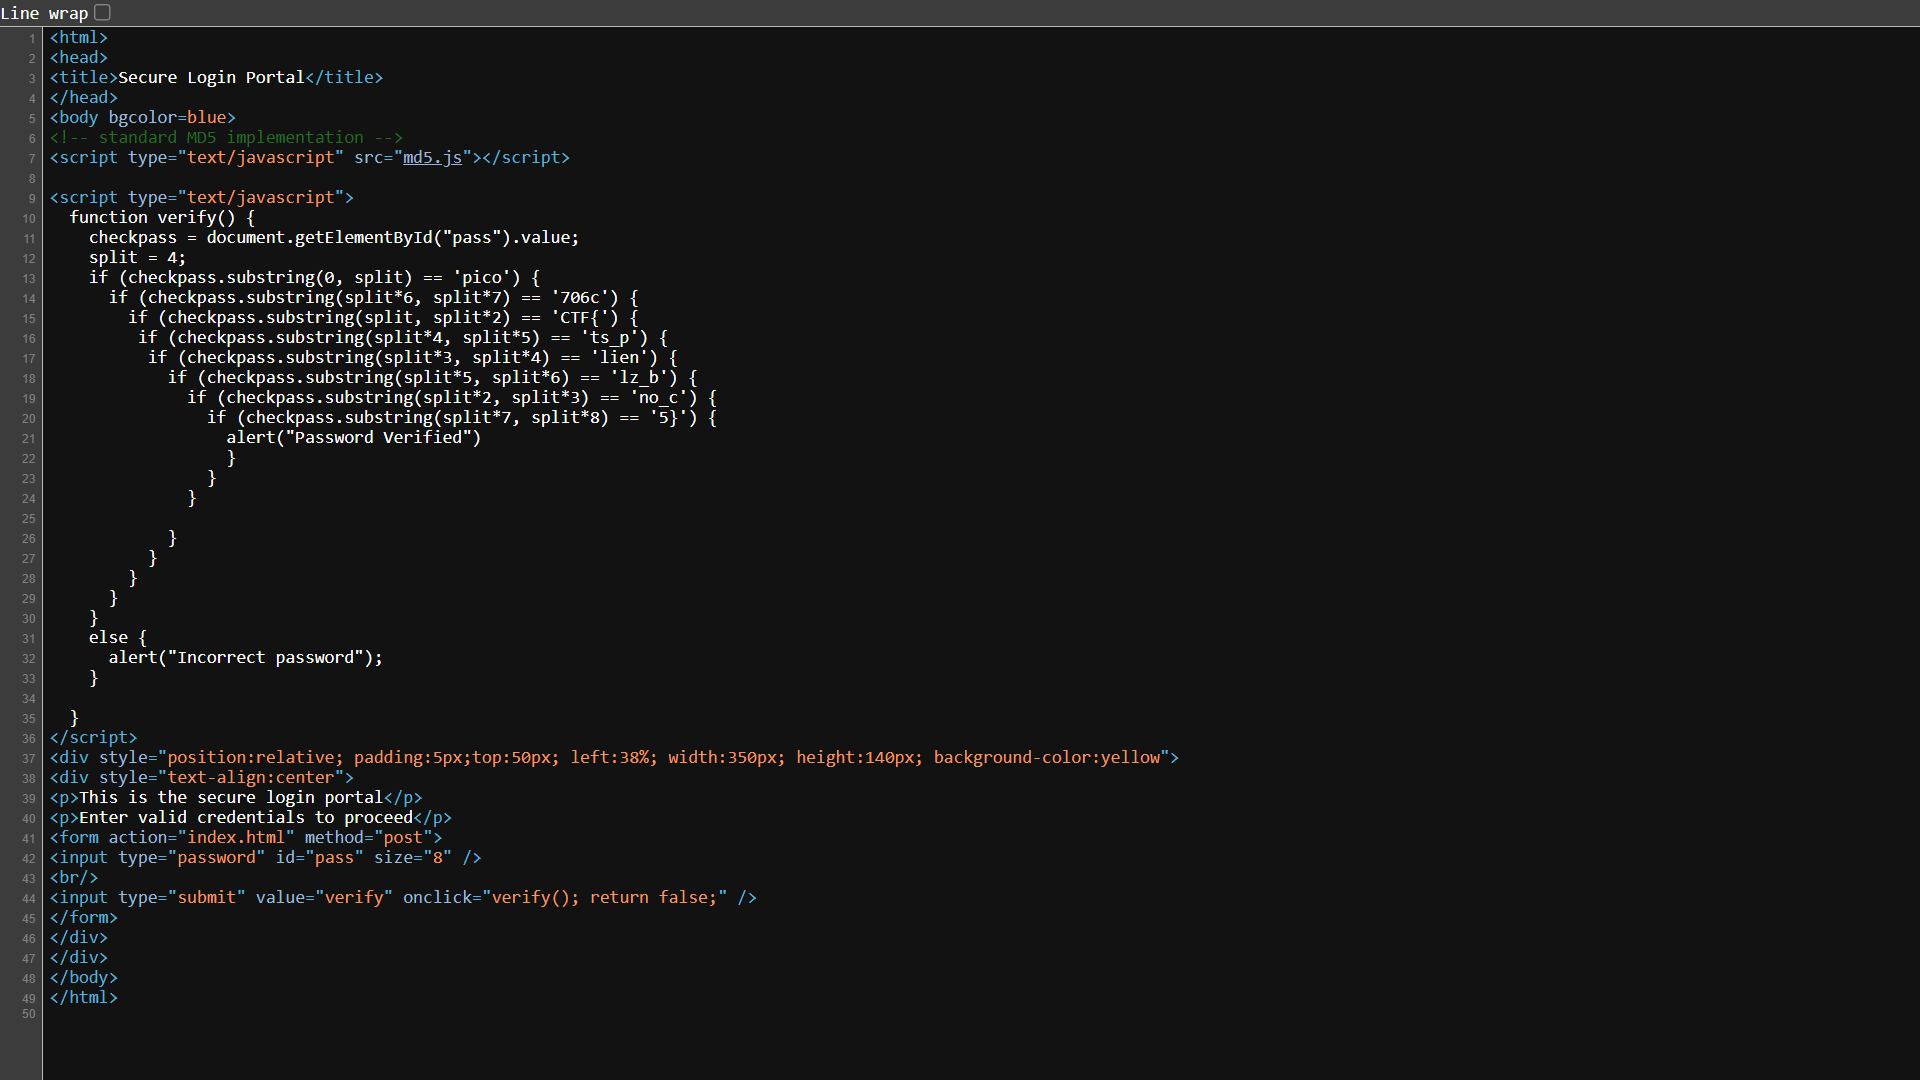 Line wrap
1 <html>
2 <head>
3 <title>Secure Login Portal</title>
4 </head>
5 <body bgcolor=blue>
6 <!-- standard MD5 implementation -->
7 <script type="text/javascript" src="md5.js"></script>
8
9 <script type="text/javascript">
10   function verify() {
11     checkpass = document.getElementById("pass").value;
12     split = 4;
13     if (checkpass.substring(0, split) == 'pico') {
14       if (checkpass.substring(split*6, split*7) == '706c') {
15         if (checkpass.substring(split, split*2) == 'CTF{') {
16          if (checkpass.substring(split*4, split*5) == 'ts_p') {
17           if (checkpass.substring(split*3, split*4) == 'lien') {
18             if (checkpass.substring(split*5, split*6) == 'lz_b') {
19               if (checkpass.substring(split*2, split*3) == 'no_c') {
20                 if (checkpass.substring(split*7, split*8) == '5}') {
21                   alert("Password Verified")
22                   }
23                 }
24               }
25
26             }
27           }
28         }
29       }
30     }
31     else {
32       alert("Incorrect password");
33     }
34
35   }
36 </script>
37 <div style="position:relative; padding:5px;top:50px; left:38%; width:350px; height:140px; background-color:yellow">
38 <div style="text-align:center">
39 <p>This is the secure login portal</p>
40 <p>Enter valid credentials to proceed</p>
41 <form action="index.html" method="post">
42 <input type="password" id="pass" size="8" />
43 <br/>
44 <input type="submit" value="verify" onclick="verify(); return false;" />
45 </form>
46 </div>
47 </div>
48 </body>
49 </html>
50